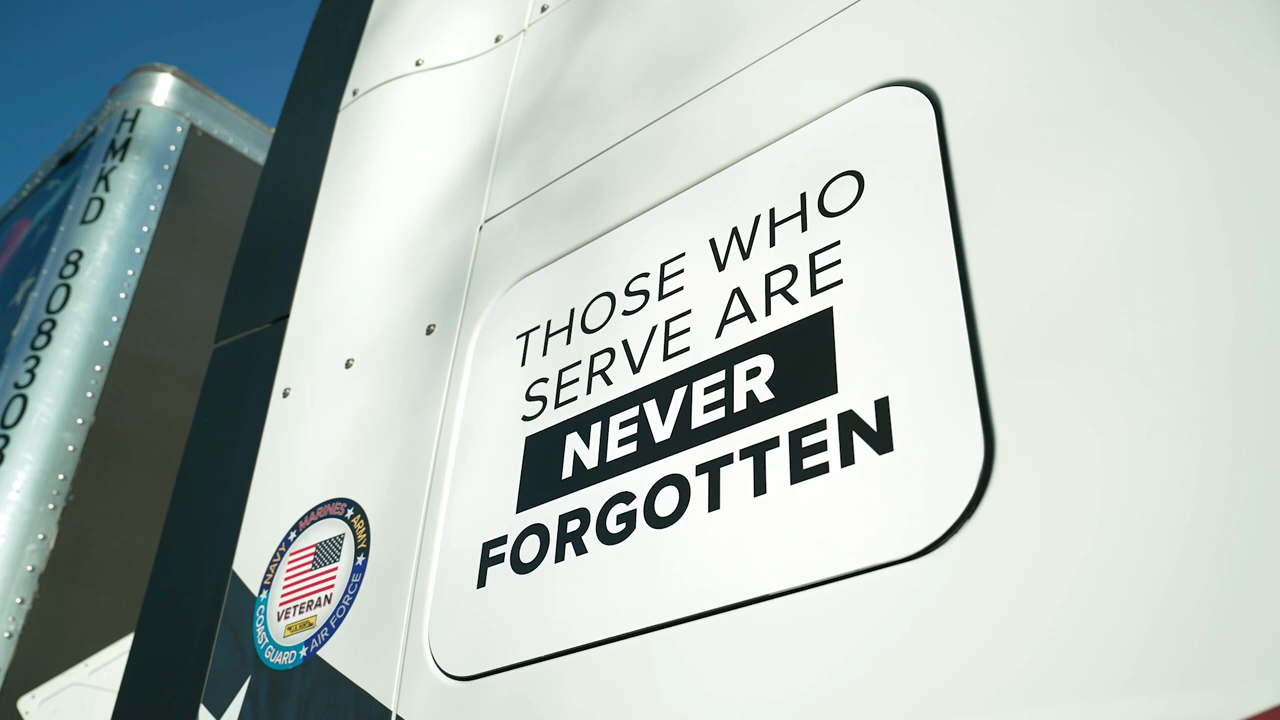 HMKD 808308
THOSE WHO
SERVE ARE
NEVER
FORGOTTEN
NAVY ★ MARINES ★ ARMY
VETERAN
COAST GUARD ★ AIR FORCE